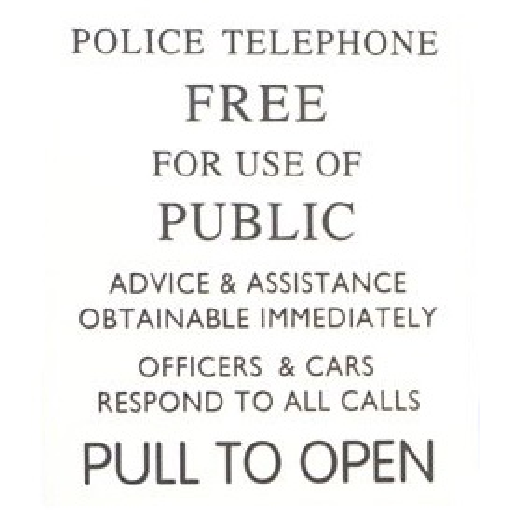 POLICE TELEPHONE
FREE
FOR USE OF
PUBLIC
ADVICE & ASSISTANCE
OBTAINABLE IMMEDIATELY
OFFICERS & CARS
RESPOND TO ALL CALLS
PULL TO OPEN